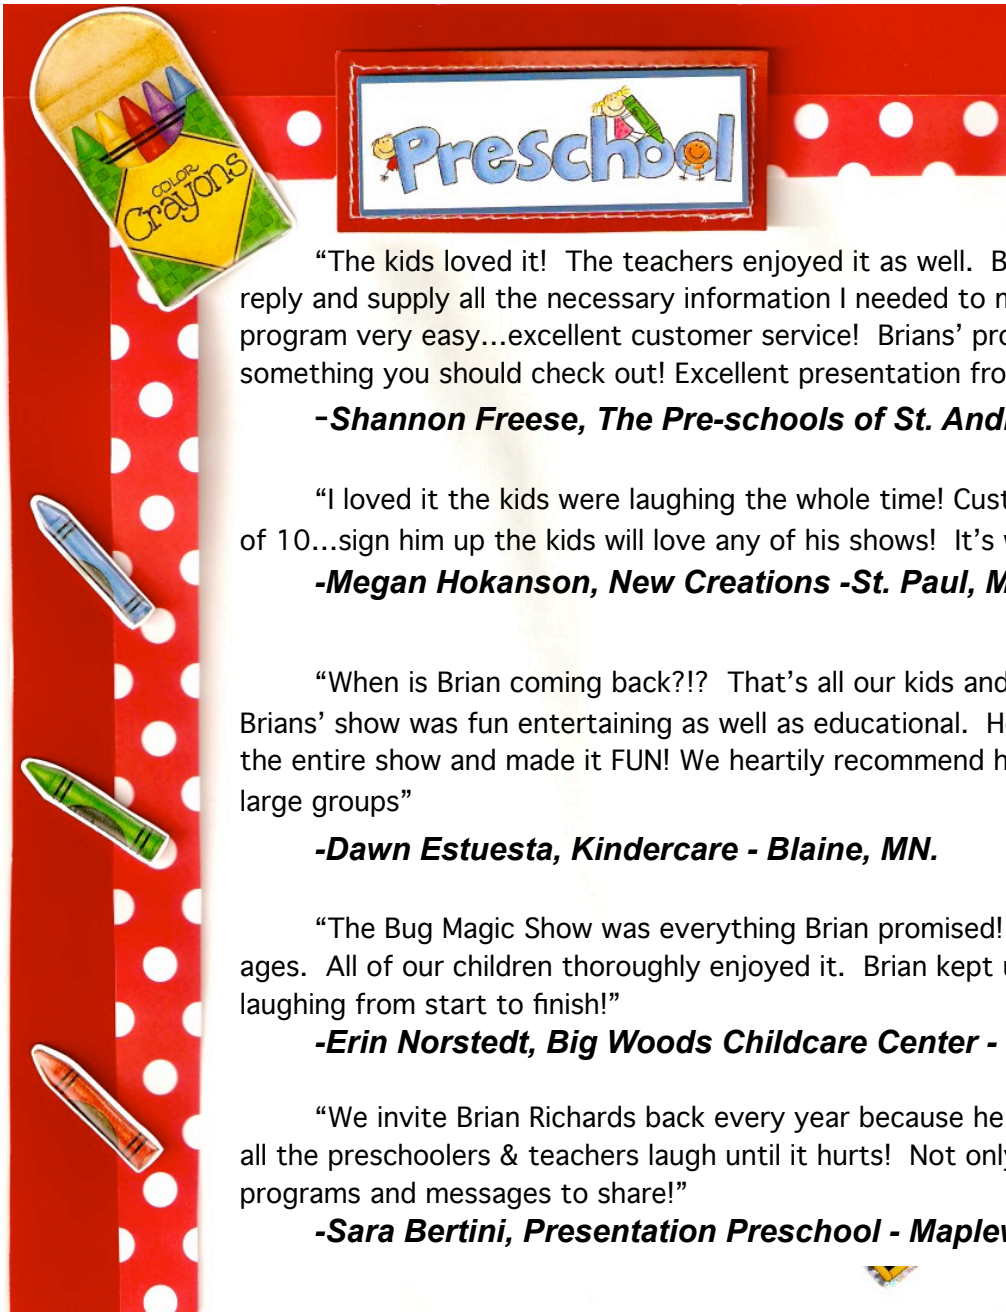 COLOR
Crayons
Preschool
“The kids loved it!  The teachers enjoyed it as well.
reply and supply all the necessary information I needed to
program very easy...excellent customer service!  Brians’
something you should check out! Excellent presentation
-Shannon Freese, The Pre-schools of St.
“I loved it the kids were laughing the whole time!
of 10...sign him up the kids will love any of his shows!  It’s
-Megan Hokanson, New Creations -St. Paul,
“When is Brian coming back?!?  That’s all our kids and
Brians’ show was fun entertaining as well as educational.
the entire show and made it FUN! We heartily recommend
large groups”
-Dawn Estuesta, Kindercare - Blaine, MN.
“The Bug Magic Show was everything Brian promised!
ages.  All of our children thoroughly enjoyed it.  Brian kept
laughing from start to finish!”
-Erin Norstedt, Big Woods Childcare Center -
“We invite Brian Richards back every year because he
all the preschoolers & teachers laugh until it hurts!  Not only
programs and messages to share!”
-Sara Bertini, Presentation Preschool -